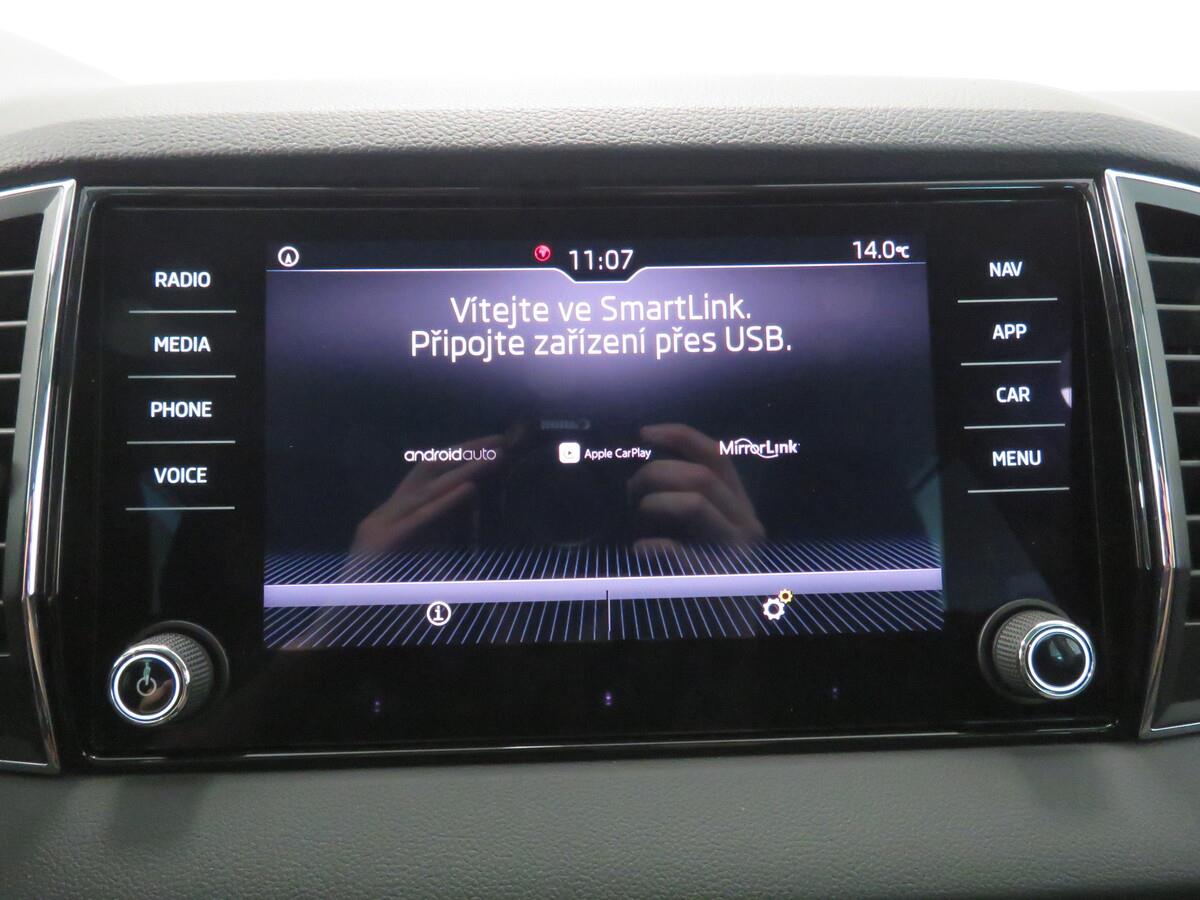 11:07
14.0°C
RADIO
MEDIA
PHONE
VOICE
Vítejte ve SmartLink.
Připojte zařízení přes USB.
androidauto
Apple CarPlay
MirrorLink
NAV
APP
CAR
MENU